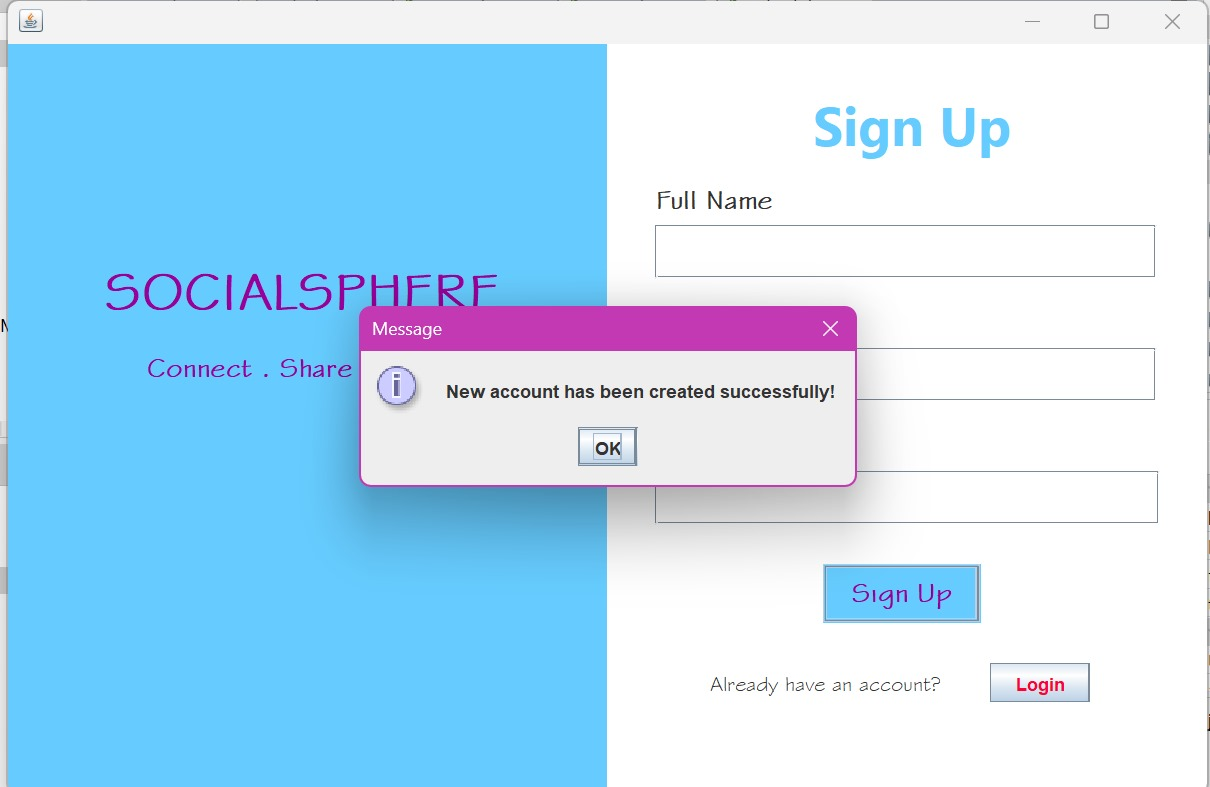 Sign Up
Full Name
SOCIALSPHERE
Connect . Share
Message
New account has been created successfully!
OK
Sign Up
Already have an account?
Login